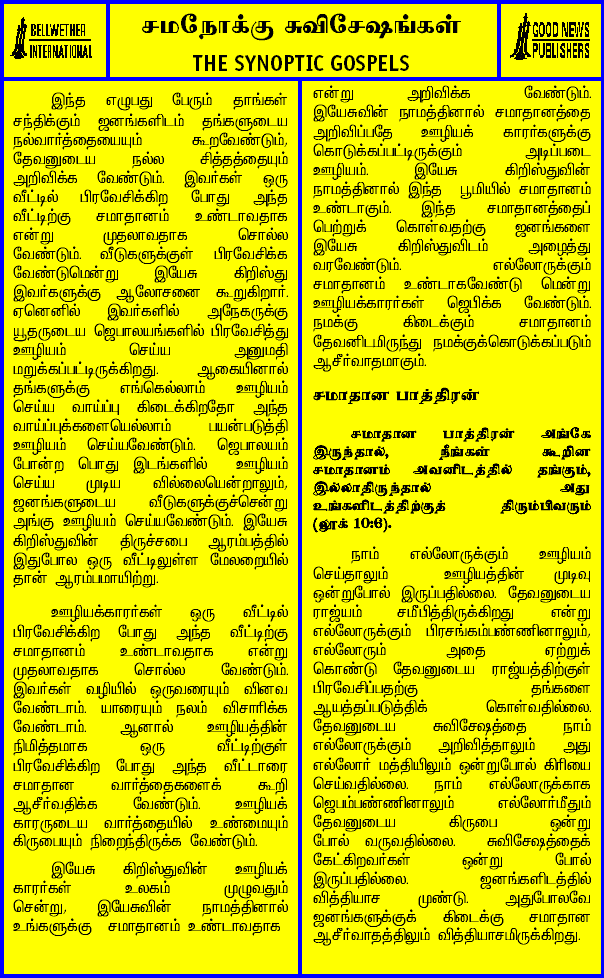 BELLWETHER
INTERNATIONAL
சமநோக்கு சுவிசேஷங்கள்
THE SYNOPTIC GOSPELS
GOOD NEWS
PUBLISHERS
இந்த எழுபது பேரும் தாங்கள்
சந்திக்கும் ஜனங்களிடம் தங்களுடைய
நல்வார்த்தையையும் கூறவேண்டும்,
தேவனுடைய நல்ல சித்தத்தையும்
அறிவிக்க வேண்டும். இவர்கள் ஒரு
வீட்டில் பிரவேசிக்கிற போது அந்த
வீட்டிற்கு சமாதானம் உண்டாவதாக
என்று முதலாவதாக சொல்ல
வேண்டும். வீடுகளுக்குள் பிரவேசிக்க
வேண்டுமென்று இயேசு கிறிஸ்து
இவர்களுக்கு ஆலோசனை கூறுகிறார்.
ஏனெனில் இவர்களில் அநேகருக்கு
யூதருடைய ஜெபாலயங்களில் பிரவேசித்து
ஊழியம் செய்ய அனுமதி
மறுக்கப்பட்டிருக்கிறது. ஆகையினால்
தங்களுக்கு எங்கெல்லாம் ஊழியம்
செய்ய வாய்ப்பு கிடைக்கிறதோ அந்த
வாய்ப்புக்களையெல்லாம் பயன்படுத்தி
ஊழியம் செய்யவேண்டும். ஜெபாலயம்
போன்ற பொது இடங்களில் ஊழியம்
செய்ய முடிய வில்லையென்றாலும்,
ஜனங்களுடைய வீடுகளுக்குச்சென்று
அங்கு ஊழியம் செய்யவேண்டும். இயேசு
கிறிஸ்துவின் திருச்சபை ஆரம்பத்தில்
இதுபோல ஒரு வீட்டிலுள்ள மேலறையில்
தான் ஆரம்பமாயிற்று.
ஊழியக்காரர்கள் ஒரு வீட்டில்
பிரவேசிக்கிற போது அந்த வீட்டிற்கு
சமாதானம் உண்டாவதாக என்று
முதலாவதாக சொல்ல வேண்டும்.
இவர்கள் வழியில் ஒருவரையும் வினவ
வேண்டாம். யாரையும் நலம் விசாரிக்க
வேண்டாம். ஆனால் ஊழியத்தின்
நிமித்தமாக ஒரு வீட்டிற்குள்
பிரவேசிக்கிற போது அந்த வீட்டாரை
சமாதான வார்த்தைகளைக் கூறி
ஆசீர்வதிக்க வேண்டும். ஊழியக்
காரருடைய வார்த்தையில் உண்மையும்
கிருபையும் நிறைந்திருக்க வேண்டும்.
இயேசு கிறிஸ்துவின் ஊழியக்
காரர்கள் உலகம் முழுவதும்
சென்று, இயேசுவின் நாமத்தினால்
உங்களுக்கு சமாதானம் உண்டாவதாக
என்று அறிவிக்க வேண்டும்.
இயேசுவின் நாமத்தினால் சமாதானத்தை
அறிவிப்பதே ஊழியக் காரர்களுக்கு
கொடுக்கப்பட்டிருக்கும் அடிப்படை
ஊழியம். இயேசு கிறிஸ்துவின்
நாமத்தினால் இந்த பூமியில் சமாதானம்
உண்டாகும். இந்த சமாதானத்தைப்
பெற்றுக் கொள்வதற்கு ஜனங்களை
இயேசு கிறிஸ்துவிடம் அழைத்து
வரவேண்டும். எல்லோருக்கும்
சமாதானம் உண்டாகவேண்டு மென்று
ஊழியக்காரர்கள் ஜெபிக்க வேண்டும்.
நமக்கு கிடைக்கும் சமாதானம்
தேவனிடமிருந்து நமக்குக்கொடுக்கப்படும்
ஆசீர்வாதமாகும்.
சமாதான பாத்திரன்
சமாதான பாத்திரன் அங்கே
இருந்தால், நீங்கள் கூறின
சமாதானம் அவனிடத்தில் தங்கும்,
இல்லாதிருந்தால் அது
உங்களிடத்திற்குத் திரும்பிவரும்
(லூக் 10:6).
நாம் எல்லோருக்கும் ஊழியம்
செய்தாலும் ஊழியத்தின் முடிவு
ஒன்றுபோல் இருப்பதில்லை. தேவனுடைய
ராஜ்யம் சமீபித்திருக்கிறது என்று
எல்லோருக்கும் பிரசங்கம்பண்ணினாலும்,
எல்லோரும் அதை ஏற்றுக்
கொண்டு தேவனுடைய ராஜ்யத்திற்குள்
பிரவேசிப்பதற்கு தங்களை
ஆயத்தப்படுத்திக் கொள்வதில்லை.
தேவனுடைய சுவிசேஷத்தை நாம்
எல்லோருக்கும் அறிவித்தாலும் அது
எல்லோர் மத்தியிலும் ஒன்றுபோல் கிரியை
செய்வதில்லை. நாம் எல்லோருக்காக
ஜெபம்பண்ணினாலும் எல்லோர்மீதும்
தேவனுடைய கிருபை ஒன்று
போல் வருவதில்லை. சுவிசேஷத்தைக்
கேட்கிறவர்கள் ஒன்று போல்
இருப்பதில்லை. ஜனங்களிடத்தில்
வித்தியாச முண்டு. அதுபோலவே
ஜனங்களுக்குக் கிடைக்கு சமாதான
ஆசீர்வாதத்திலும் வித்தியாசமிருக்கிறது.